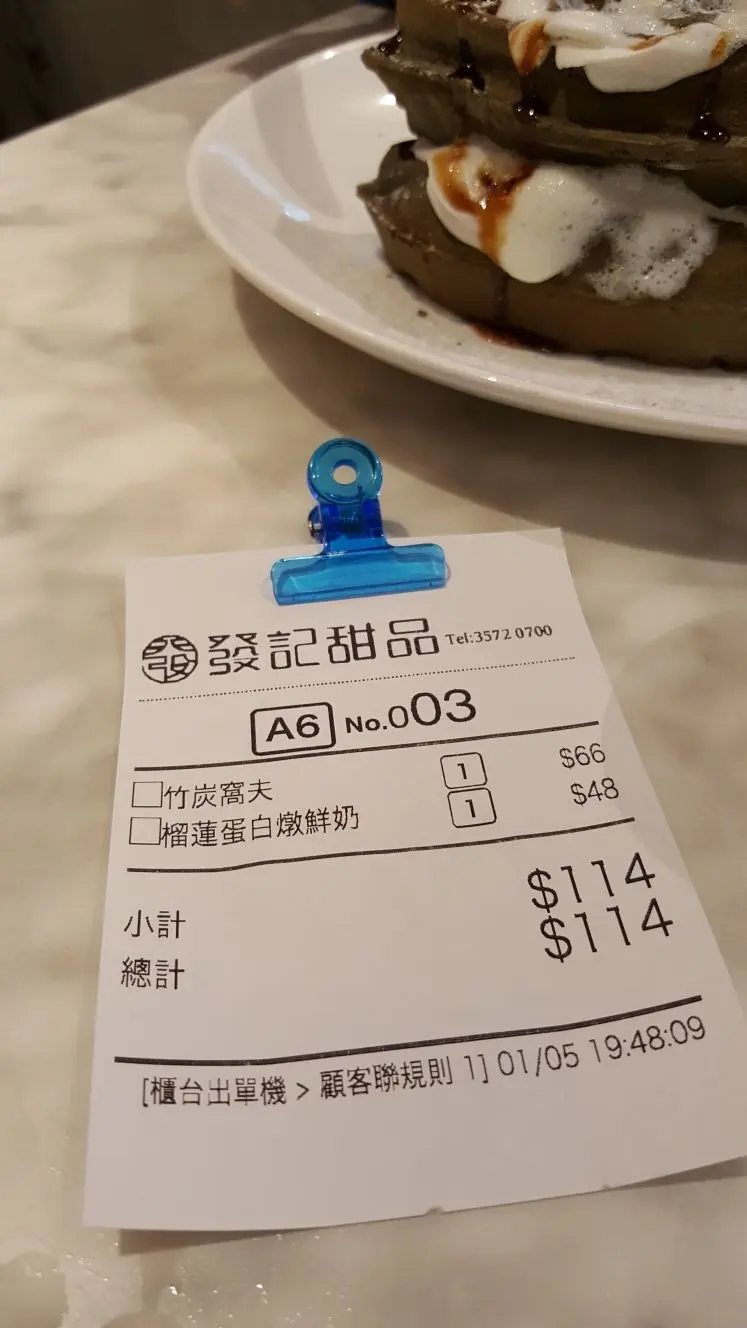 發 發記甜品 Tel:3572 0700
A6 No.003
竹炭窩夫 1 $66
榴蓮蛋白燉鮮奶 1 $48
小計 $114
總計 $114
[櫃台出單機 > 顧客聯規則 1] 01/05 19:48:09